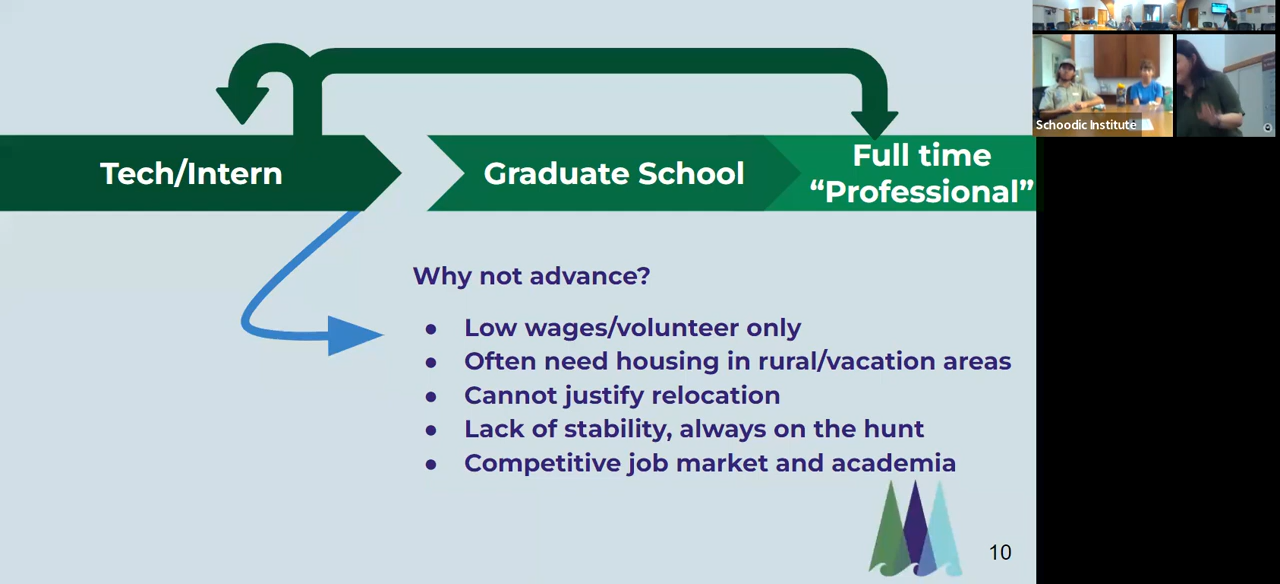 Tech/Intern
Graduate School
Full time
“Professional”
Why not advance?
● Low wages/volunteer only
● Often need housing in rural/vacation areas
● Cannot justify relocation
● Lack of stability, always on the hunt
● Competitive job market and academia
10
Schoodic Institute